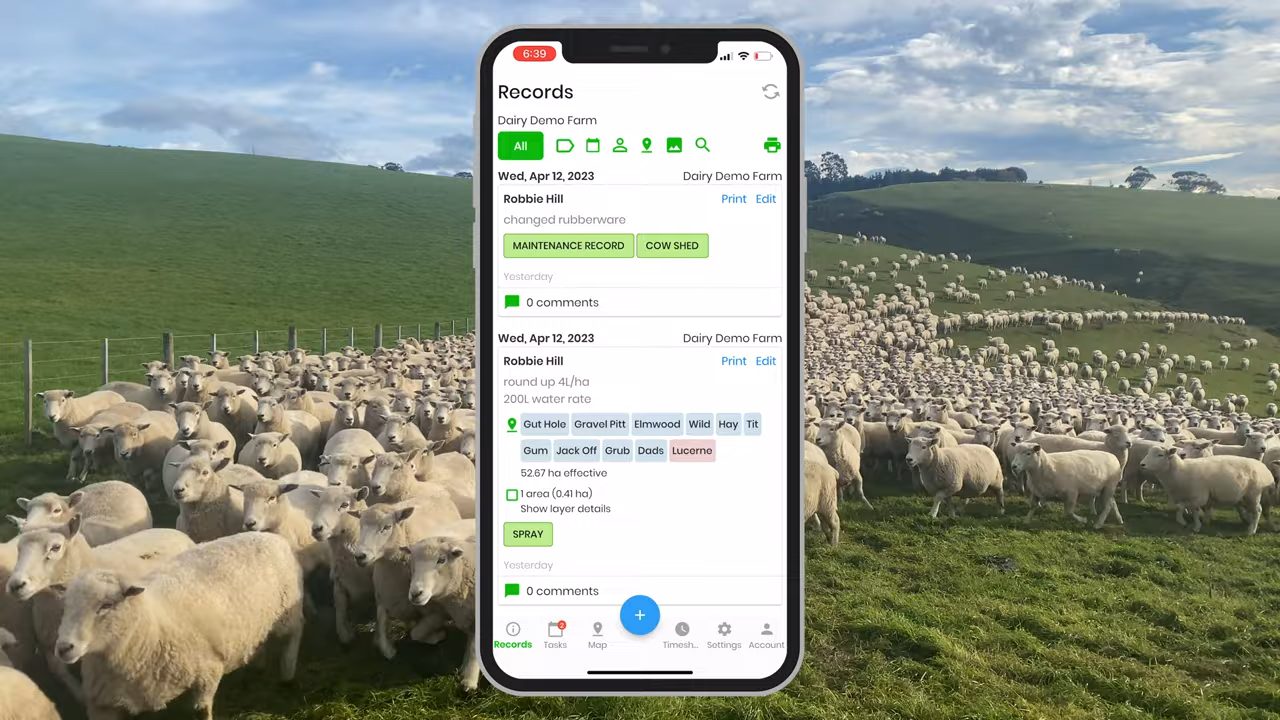 6:39
Records
Dairy Demo Farm
All
Wed, Apr 12, 2023 Dairy Demo Farm
Robbie Hill Print Edit
changed rubberware
MAINTENANCE RECORD COW SHED
Yesterday
0 comments
Wed, Apr 12, 2023 Dairy Demo Farm
Robbie Hill Print Edit
round up 4L/ha
200L water rate
Gut Hole Gravel Pitt Elmwood Wild Hay Tit
Gum Jack Off Grub Dads Lucerne
52.67 ha effective
1 area (0.41 ha)
Show layer details
SPRAY
Yesterday
0 comments
+
2
Records Tasks Map Timesh... Settings Account